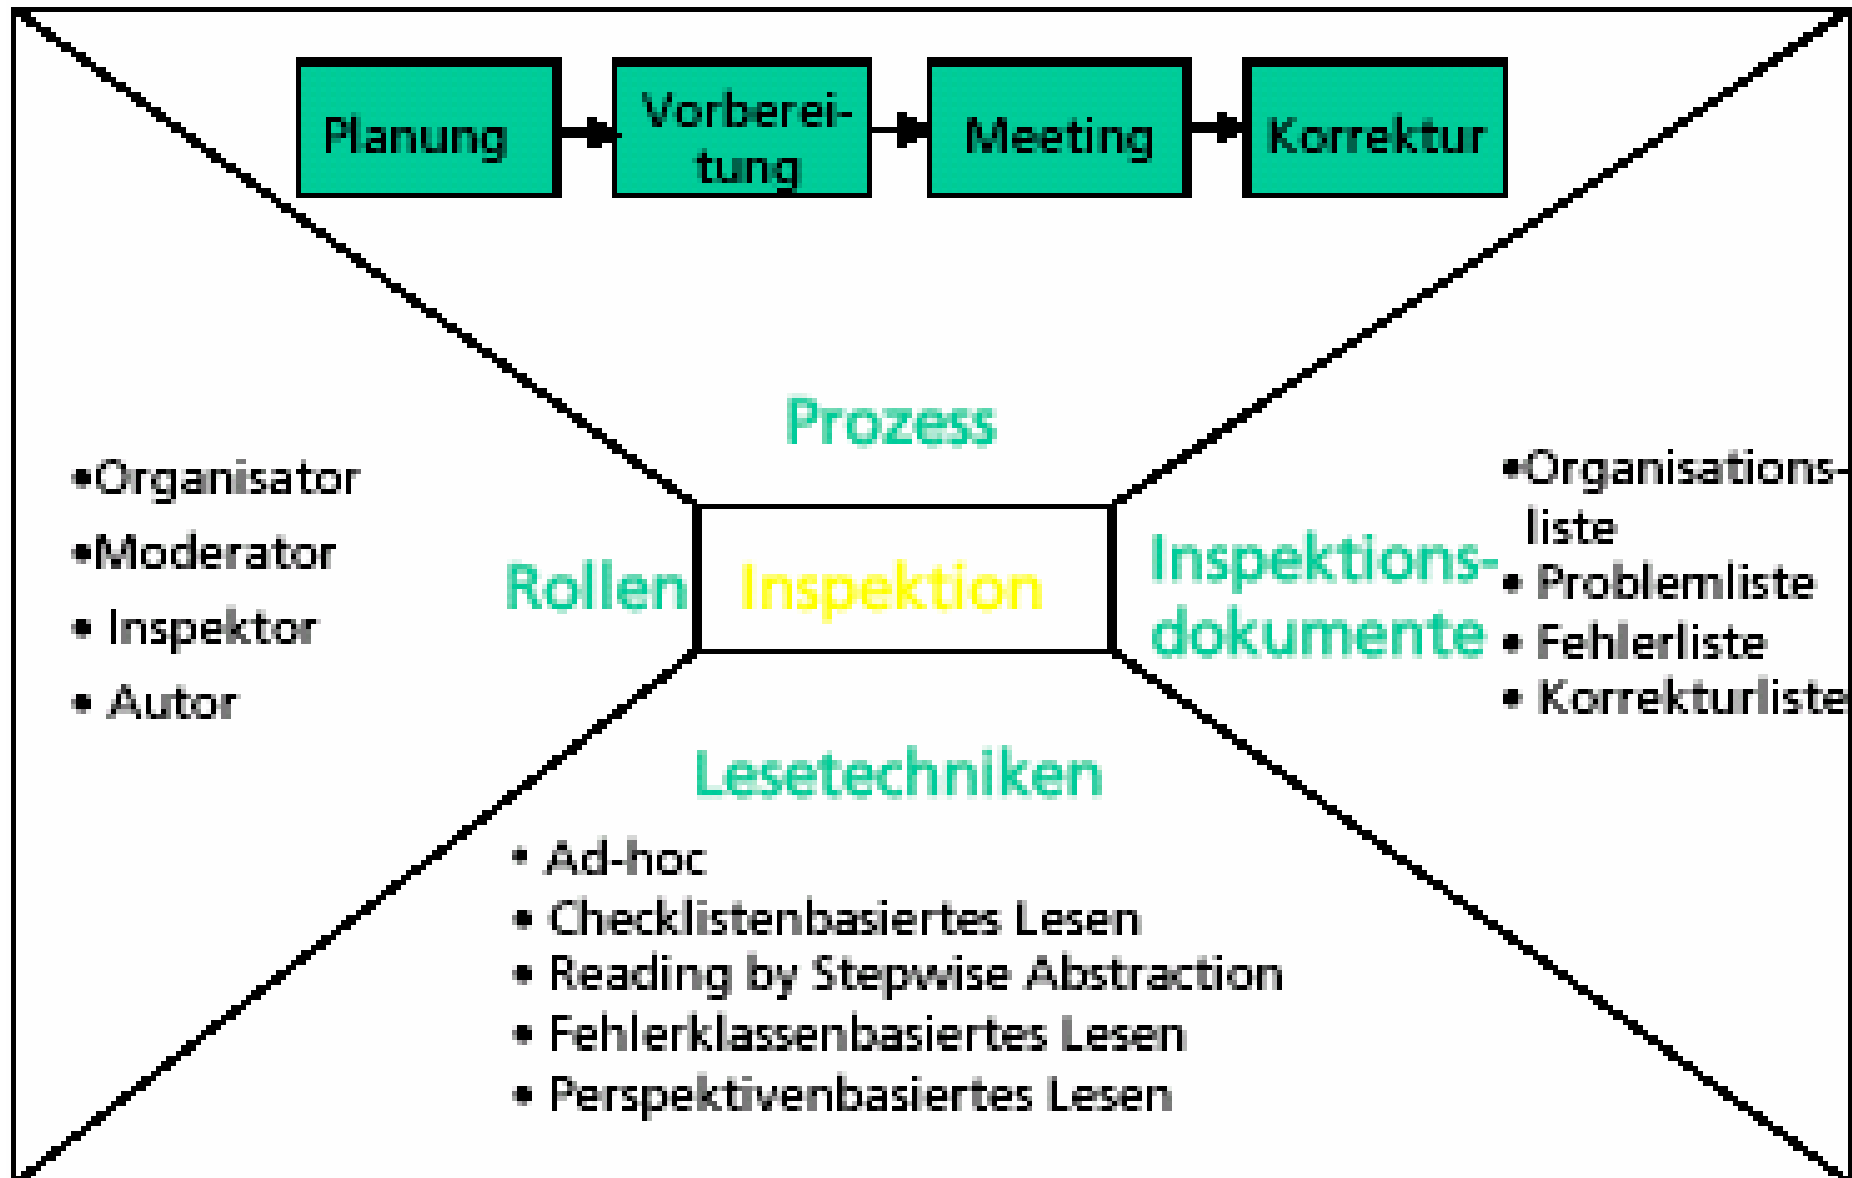 Planung
Vorberei-
tung
Meeting
Korrektur
Prozess
•Organisator
•Moderator
• Inspektor
• Autor
Rollen
Inspektion
Inspektions-
dokumente
•Organisations-
liste
• Problemliste
• Fehlerliste
• Korrekturliste
Lesetechniken
• Ad-hoc
• Checklistenbasiertes Lesen
• Reading by Stepwise Abstraction
• Fehlerklassenbasiertes Lesen
• Perspektivenbasiertes Lesen